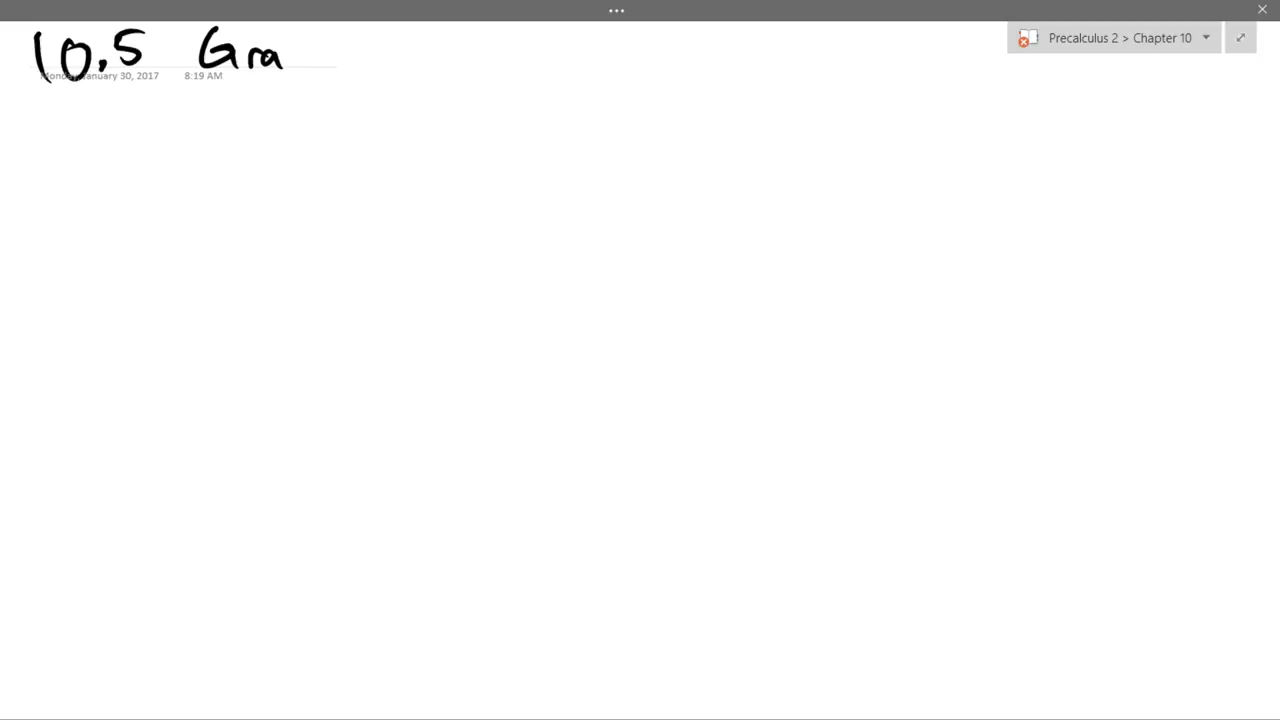 10.5 Gra
Monday, January 30, 2017 8:19 AM
Precalculus 2 > Chapter 10